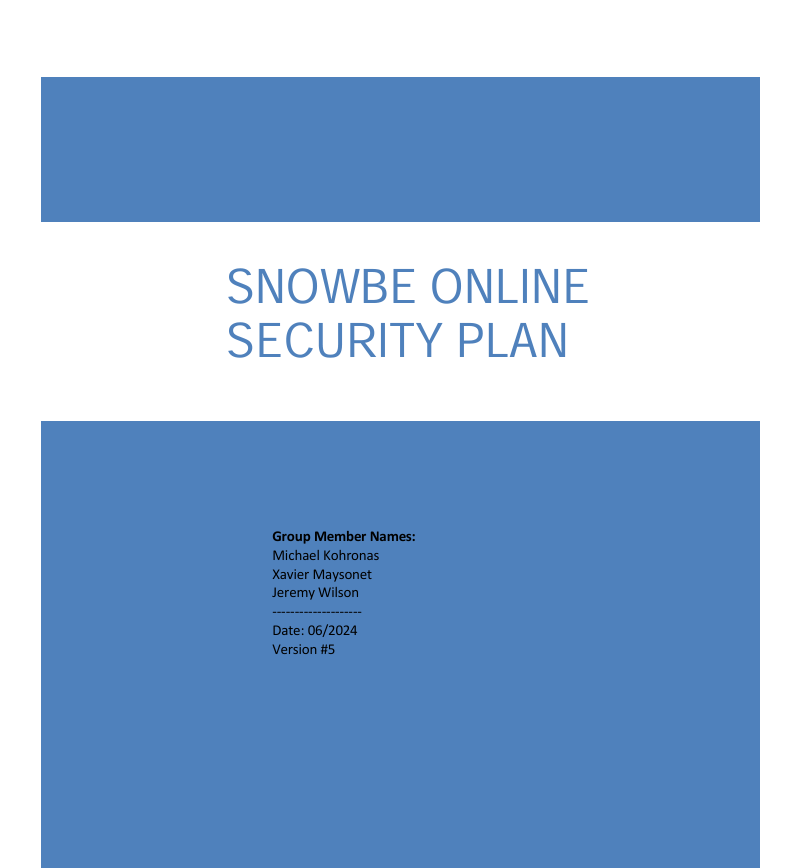 SNOWBE ONLINE
SECURITY PLAN
Group Member Names:
Michael Kohronas
Xavier Maysonet
Jeremy Wilson
--------------------
Date: 06/2024
Version #5